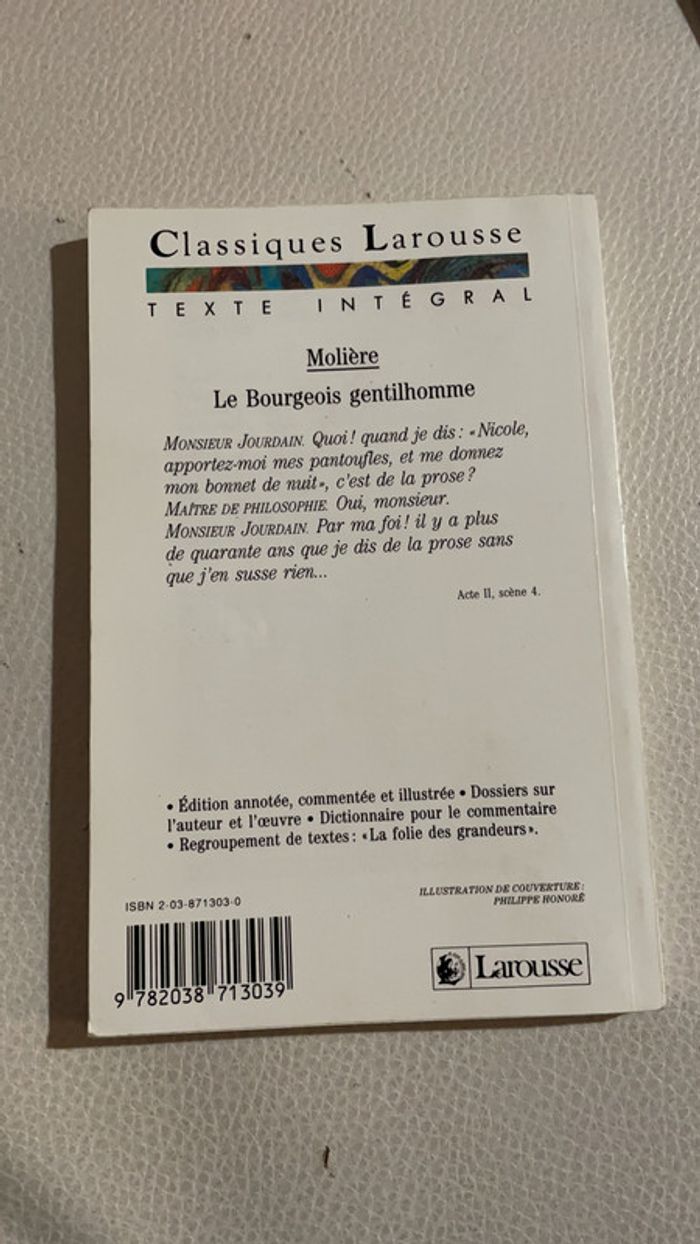 Classiques Larousse
TEXTE INTÉGRAL
Molière
Le Bourgeois gentilhomme
MONSIEUR JOURDAIN. Quoi ! quand je dis : «Nicole,
apportez-moi mes pantoufles, et me donnez
mon bonnet de nuit», c'est de la prose ?
MAÎTRE DE PHILOSOPHIE. Oui, monsieur.
MONSIEUR JOURDAIN. Par ma foi ! il y a plus
de quarante ans que je dis de la prose sans
que j'en susse rien...
Acte II, scène 4.
• Édition annotée, commentée et illustrée • Dossiers sur
l'auteur et l'œuvre • Dictionnaire pour le commentaire
• Regroupement de textes : «La folie des grandeurs».
ISBN 2-03-871303-0
ILLUSTRATION DE COUVERTURE :
PHILIPPE HONORÉ
9 782038 713039
Larousse